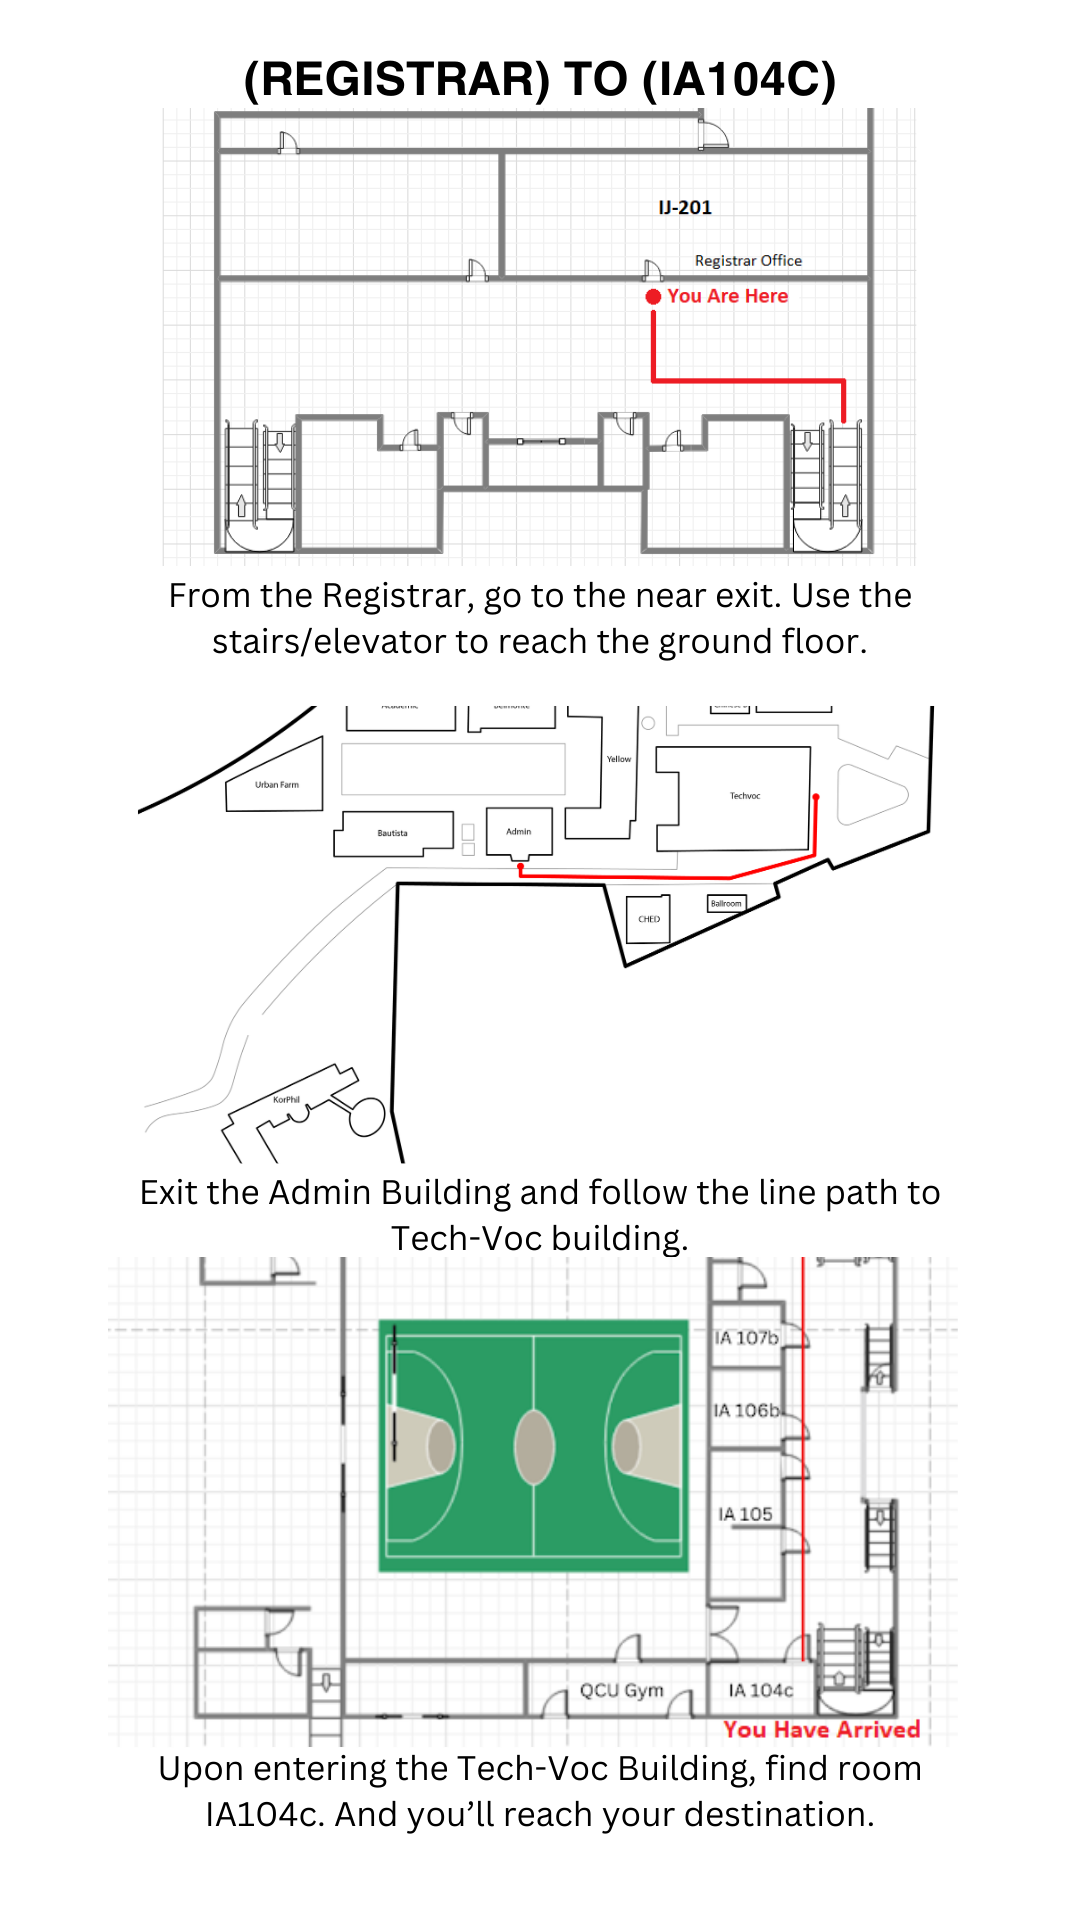 (REGISTRAR) TO (IA104C)
IJ-201
Registrar Office
You Are Here
From the Registrar, go to the near exit. Use the
stairs/elevator to reach the ground floor.
Academic
Belmonte
Yellow
Urban Farm
Techvoc
Bautista
Admin
CHED
Ballroom
KorPhil
Exit the Admin Building and follow the line path to
Tech-Voc building.
IA 107b
IA 106b
IA 105
QCU Gym
IA 104c
You Have Arrived
Upon entering the Tech-Voc Building, find room
IA104c. And you’ll reach your destination.